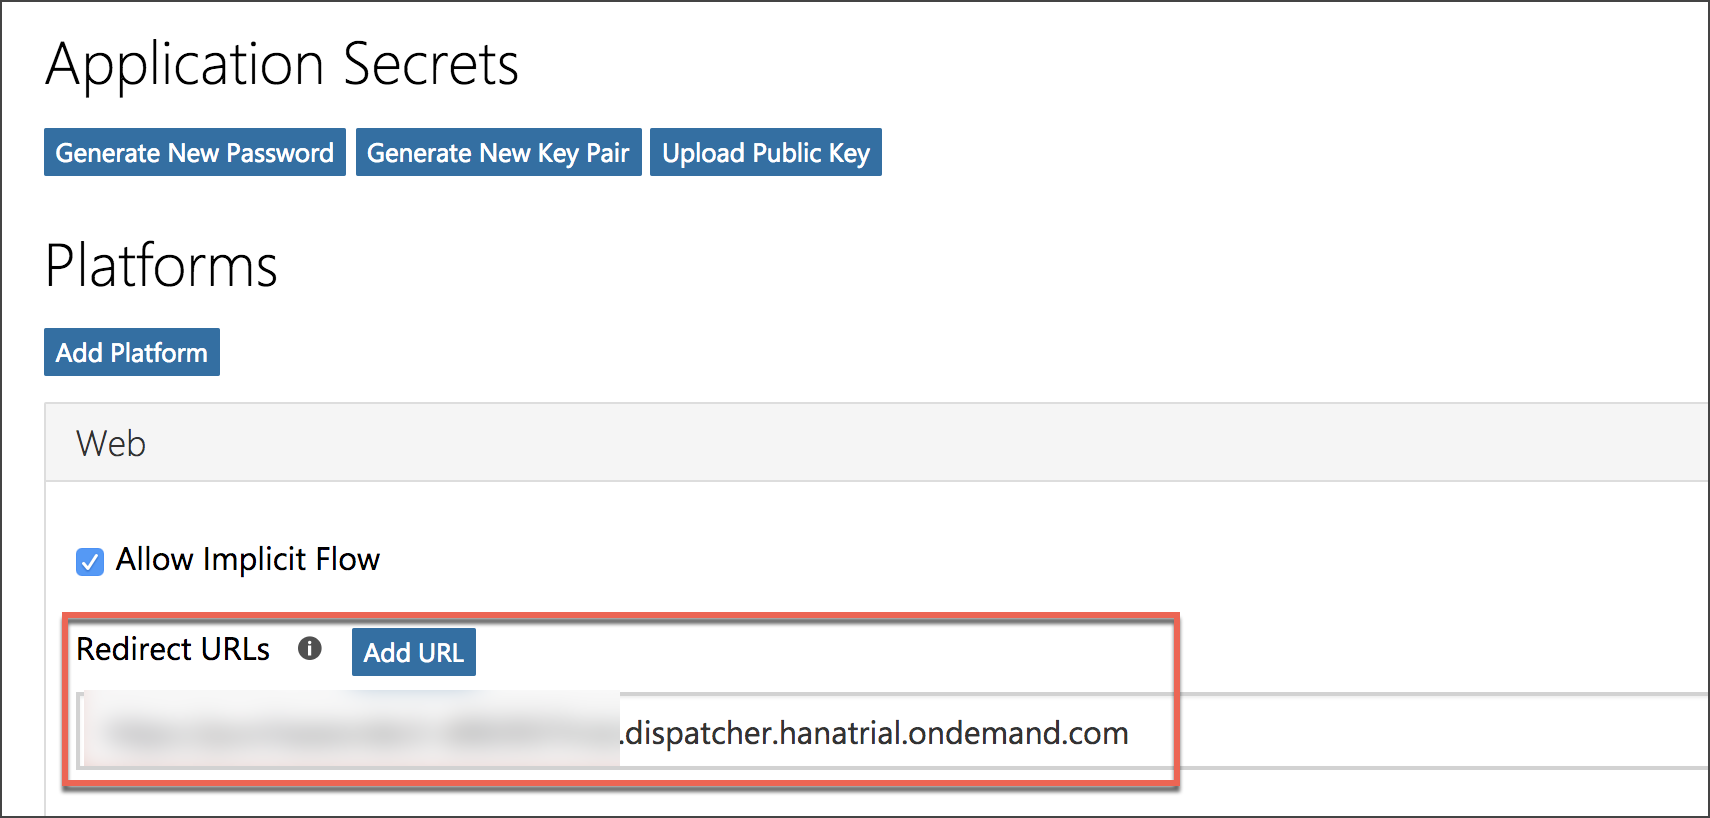 Application Secrets
Generate New Password Generate New Key Pair Upload Public Key
Platforms
Add Platform
Web
Allow Implicit Flow
Redirect URLs Add URL
.dispatcher.hanatrial.ondemand.com